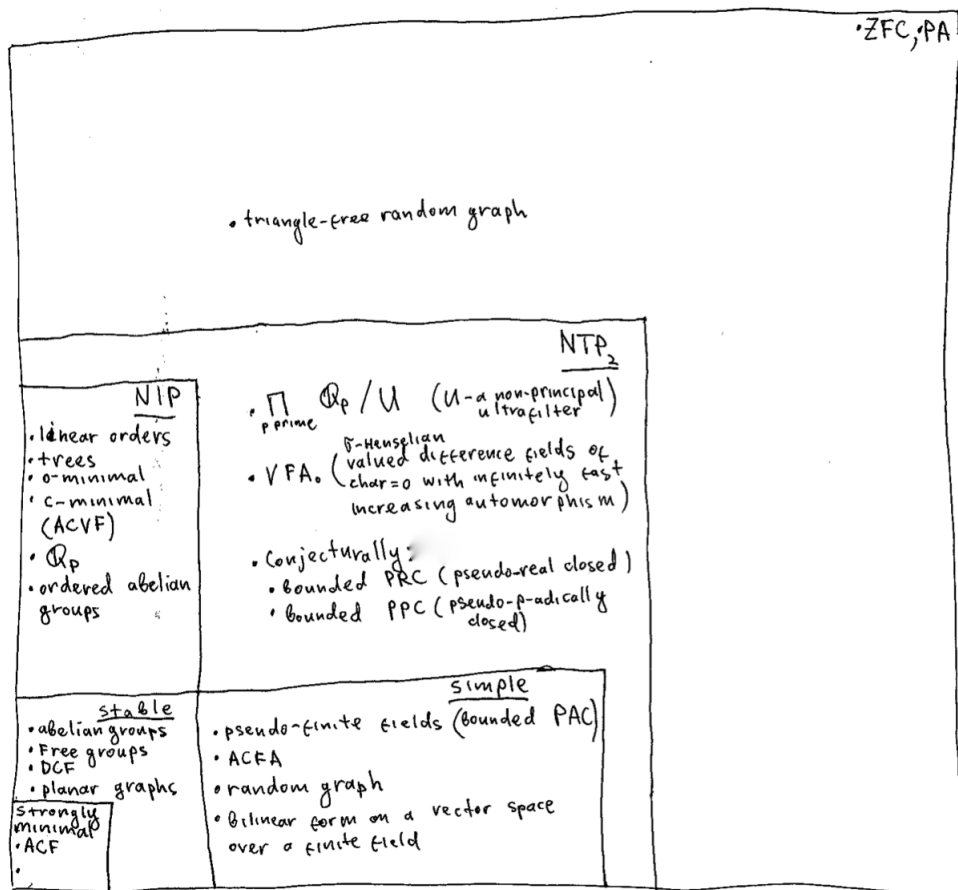 ·ZFC, ·PA
· triangle-free random graph
NTP₂
· ∏ Q_p / U (U-a non-principal
p prime ultrafilter)
· VFA. (σ-Henselian
valued difference fields of
char=0 with infinitely fast
increasing automorphism)
· Conjecturally:
· bounded PRC (pseudo-real closed)
· bounded PPC (pseudo-p-adically
closed)
NIP
· linear orders
· trees
· o-minimal
· c-minimal
(ACVF)
· Q_p
· ordered abelian
groups
stable
· abelian groups
· Free groups
· DCF
· planar graphs
strongly
minimal
· ACF
·
simple
· pseudo-finite fields (bounded PAC)
· ACFA
· random graph
· bilinear form on a vector space
over a finite field